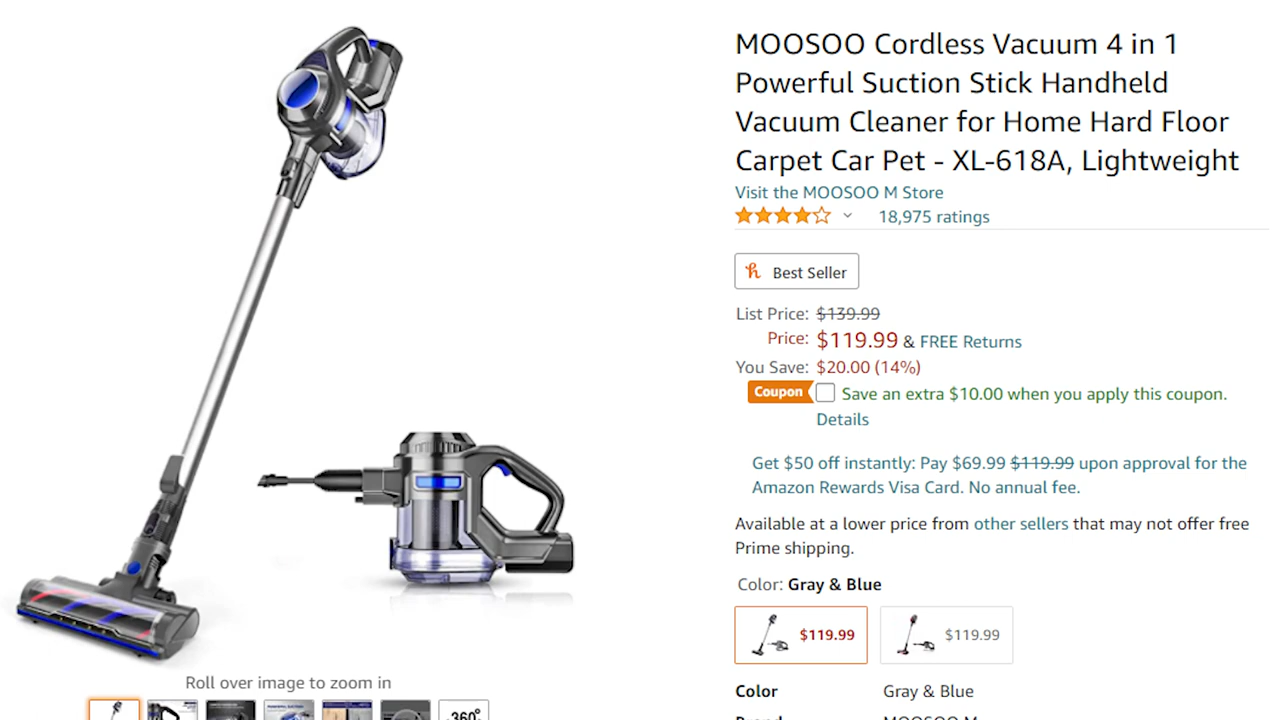 MOOSOO Cordless Vacuum 4 in 1
Powerful Suction Stick Handheld
Vacuum Cleaner for Home Hard Floor
Carpet Car Pet - XL-618A, Lightweight
Visit the MOOSOO M Store
18,975 ratings
Best Seller
List Price: $139.99
Price: $119.99 & FREE Returns
You Save: $20.00 (14%)
Coupon Save an extra $10.00 when you apply this coupon.
Details
Get $50 off instantly: Pay $69.99 $119.99 upon approval for the
Amazon Rewards Visa Card. No annual fee.
Available at a lower price from other sellers that may not offer free
Prime shipping.
Color: Gray & Blue
$119.99 $119.99
Color Gray & Blue
Brand MOOSOO M
Roll over image to zoom in
360°